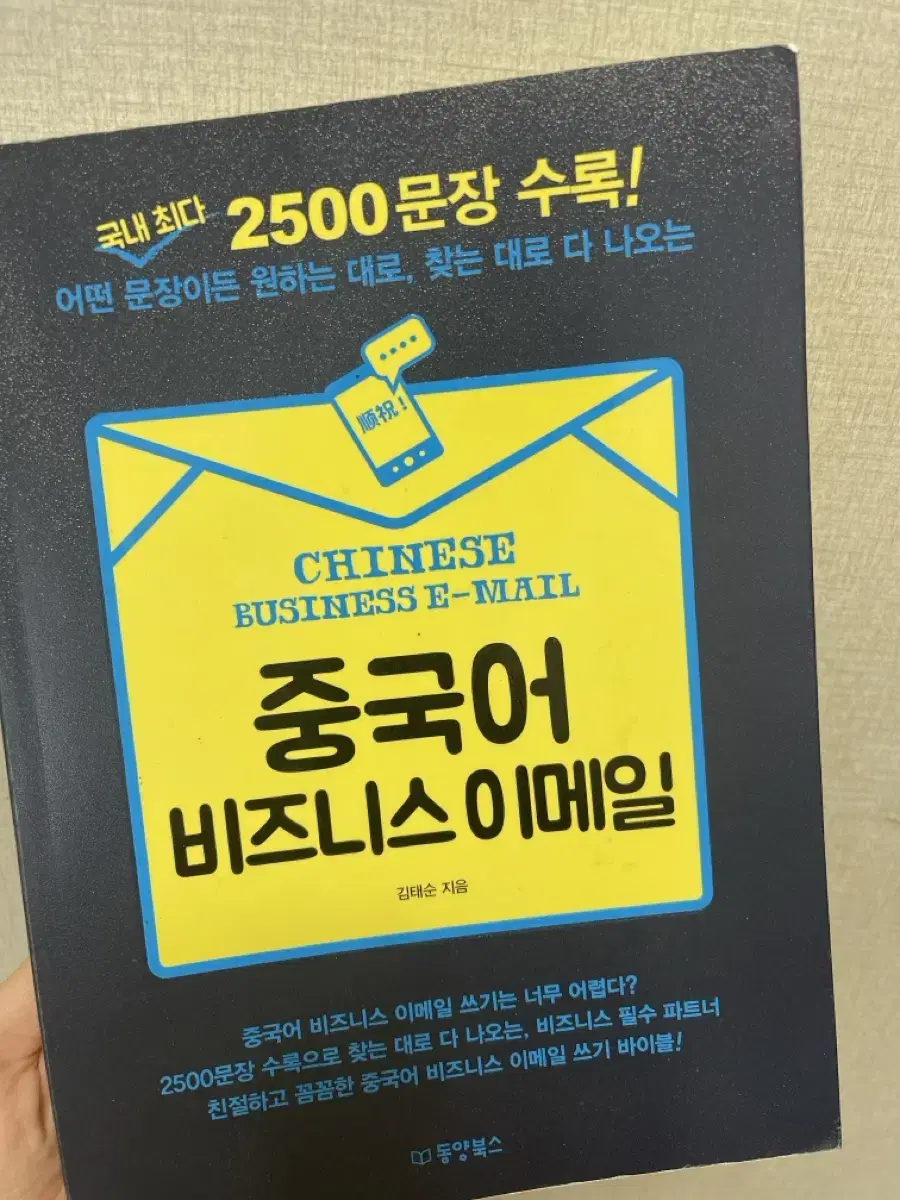 국내 최다 2500문장 수록!
어떤 문장이든 원하는 대로, 찾는 대로 다 나오는
顺祝!
CHINESE
BUSINESS E-MAIL
중국어
비즈니스 이메일
김태순 지음
중국어 비즈니스 이메일 쓰기는 너무 어렵다?
2500문장 수록으로 찾는 대로 다 나오는, 비즈니스 필수 파트너
친절하고 꼼꼼한 중국어 비즈니스 이메일 쓰기 바이블!
동양북스